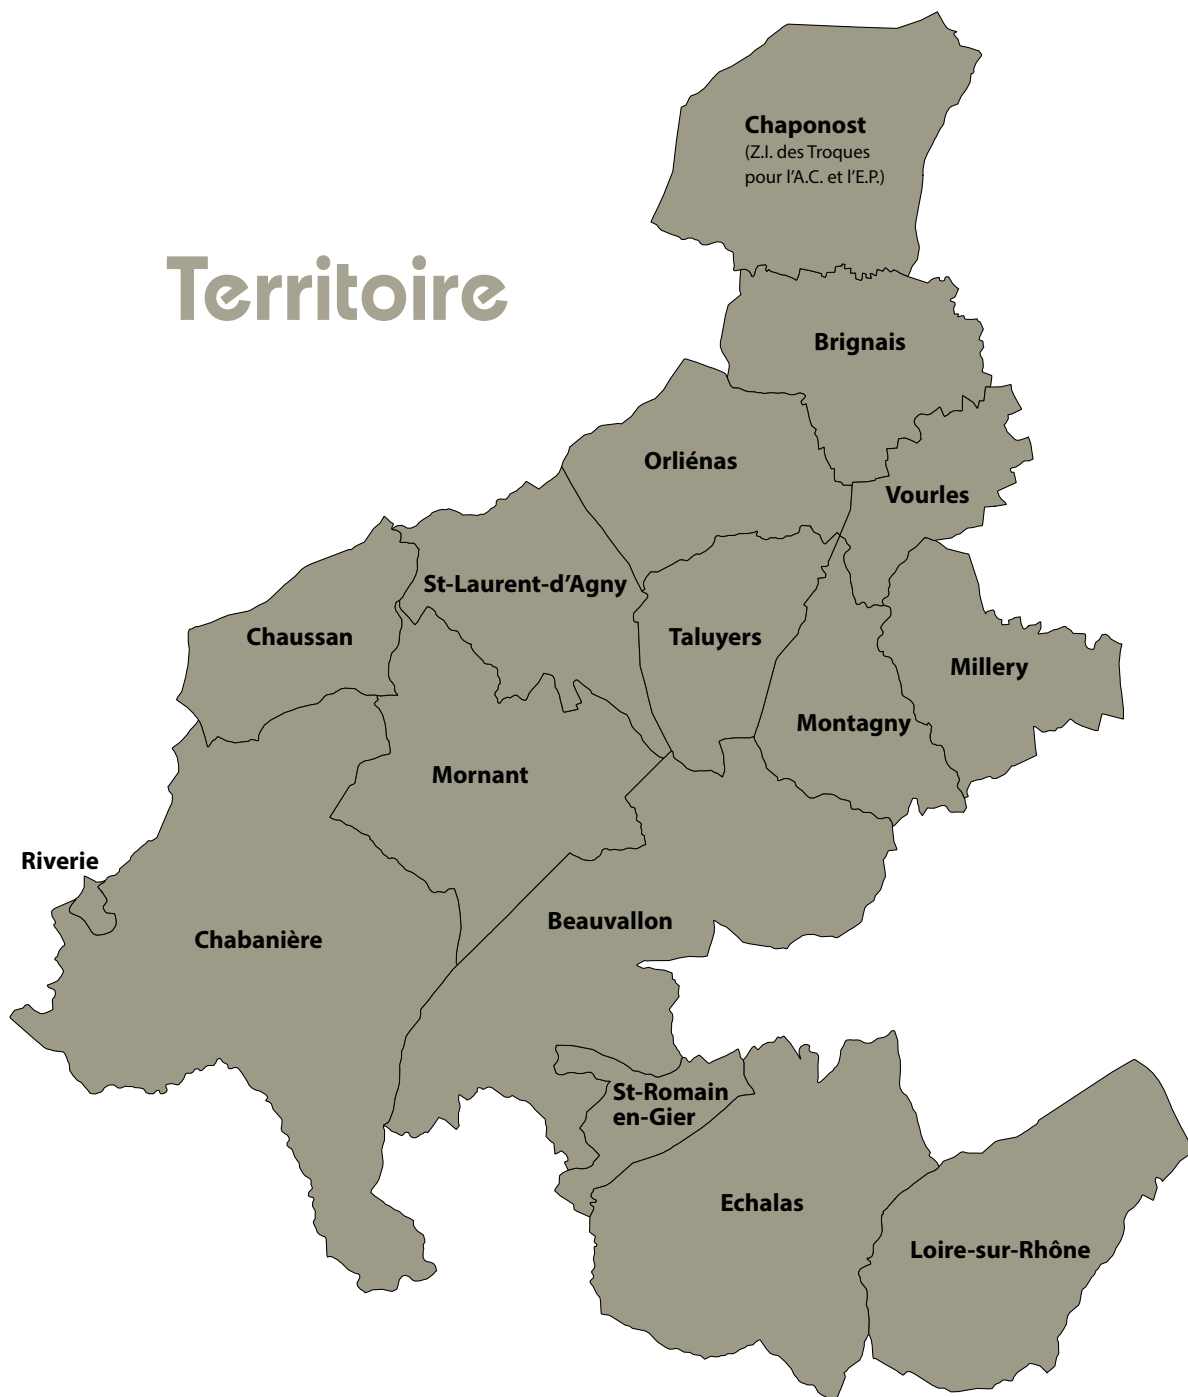 Chaponost
(Z.I. des Troques
pour l'A.C. et l'E.P.)
Territoire
Brignais
Orliénas
Vourles
St-Laurent-d'Agny
Chaussan
Taluyers
Millery
Montagny
Mornant
Riverie
Beauvallon
Chabanière
St-Romain
en-Gier
Echalas
Loire-sur-Rhône